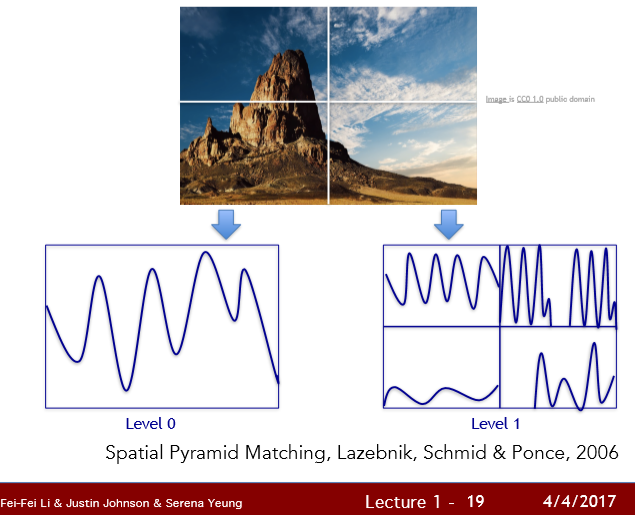 Image is CC0 1.0 public domain
Level 0
Level 1
Spatial Pyramid Matching, Lazebnik, Schmid & Ponce, 2006
Fei-Fei Li & Justin Johnson & Serena Yeung
Lecture 1 - 19
4/4/2017